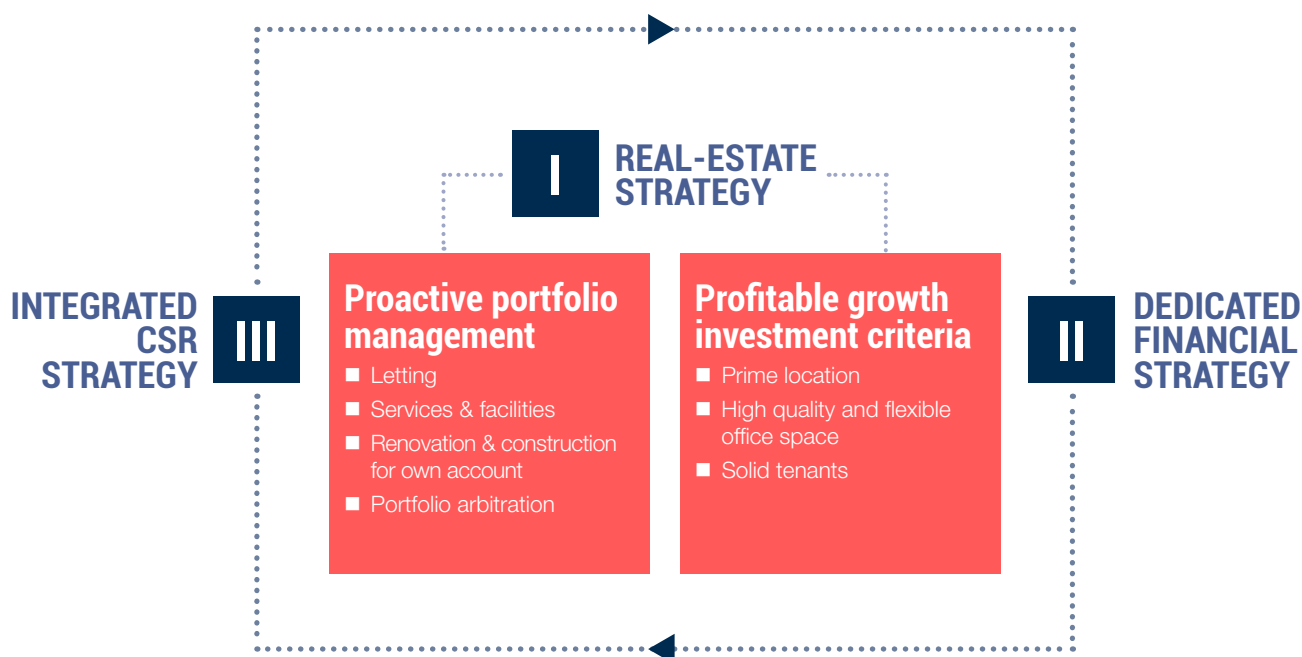 I
REAL-ESTATE
STRATEGY
INTEGRATED
CSR
STRATEGY
III
Proactive portfolio
management
■ Letting
■ Services & facilities
■ Renovation & construction
for own account
■ Portfolio arbitration
Profitable growth
investment criteria
■ Prime location
■ High quality and flexible
office space
■ Solid tenants
II
DEDICATED
FINANCIAL
STRATEGY